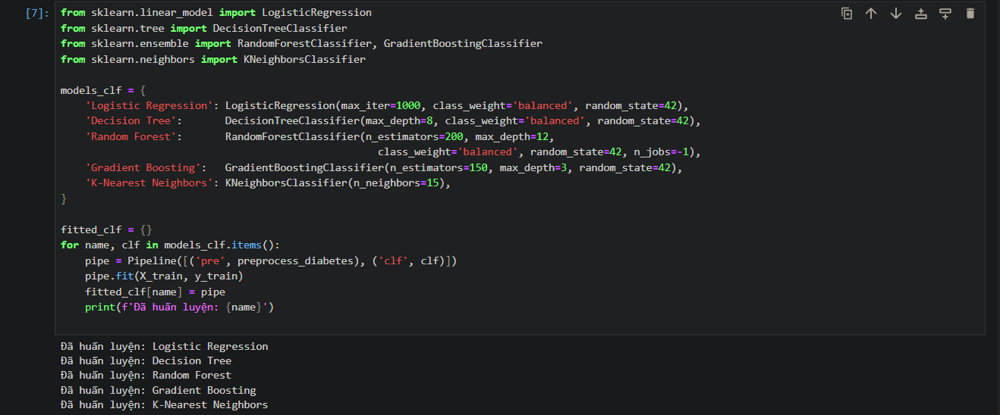 [7]:
from sklearn.linear_model import LogisticRegression
from sklearn.tree import DecisionTreeClassifier
from sklearn.ensemble import RandomForestClassifier, GradientBoostingClassifier
from sklearn.neighbors import KNeighborsClassifier

models_clf = {
    'Logistic Regression': LogisticRegression(max_iter=1000, class_weight='balanced', random_state=42),
    'Decision Tree':       DecisionTreeClassifier(max_depth=8, class_weight='balanced', random_state=42),
    'Random Forest':       RandomForestClassifier(n_estimators=200, max_depth=12,
                                                    class_weight='balanced', random_state=42, n_jobs=-1),
    'Gradient Boosting':   GradientBoostingClassifier(n_estimators=150, max_depth=3, random_state=42),
    'K-Nearest Neighbors': KNeighborsClassifier(n_neighbors=15),
}

fitted_clf = {}
for name, clf in models_clf.items():
    pipe = Pipeline([('pre', preprocess_diabetes), ('clf', clf)])
    pipe.fit(X_train, y_train)
    fitted_clf[name] = pipe
    print(f'Đã huấn luyện: {name}')

Đã huấn luyện: Logistic Regression
Đã huấn luyện: Decision Tree
Đã huấn luyện: Random Forest
Đã huấn luyện: Gradient Boosting
Đã huấn luyện: K-Nearest Neighbors